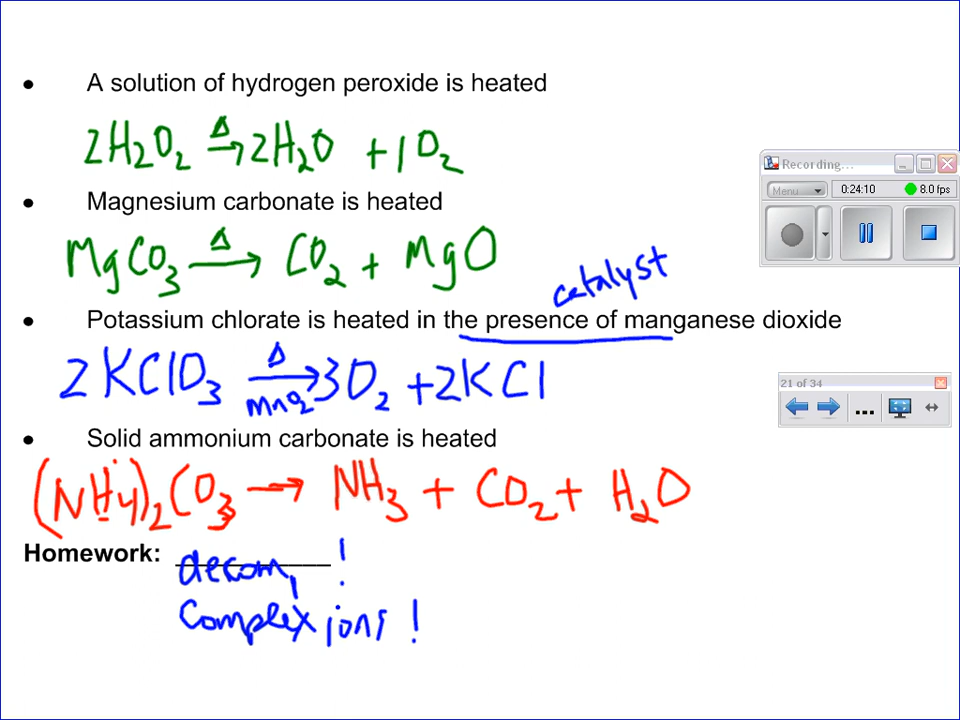 • A solution of hydrogen peroxide is heated
2H2O2 Δ→ 2H2O + 1O2
Recording...
Menu 0:24:10 8.0 fps
• Magnesium carbonate is heated
MgCO3 Δ→ CO2 + MgO
catalyst
• Potassium chlorate is heated in the presence of manganese dioxide
2KClO3 Δ→ MnO2 3O2 + 2KCl
21 of 34
...
• Solid ammonium carbonate is heated
(NH4)2CO3 → NH3 + CO2 + H2O
Homework: decom, !
Complex ions !